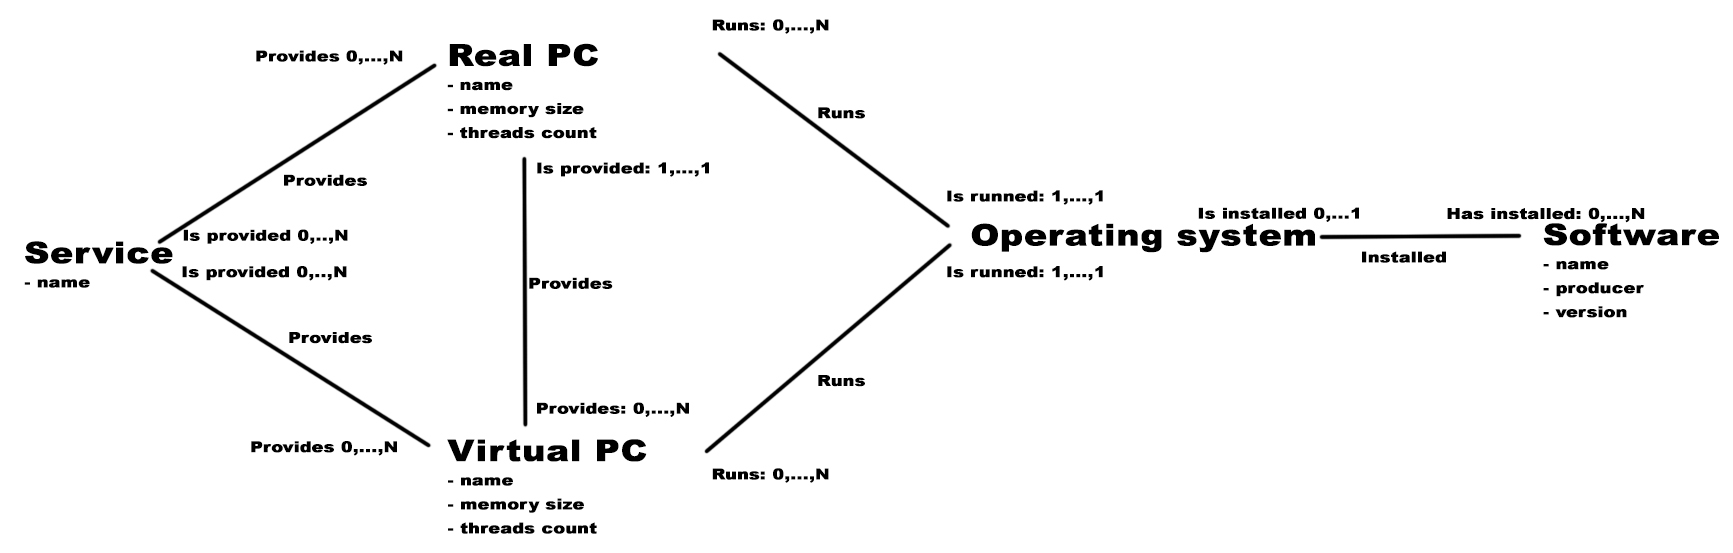 Runs: 0,...,N
Provides 0,...,N
Real PC
- name
- memory size
- threads count
Runs
Is provided: 1,...,1
Provides
Is runned: 1,...,1
Is installed 0,...1
Has installed: 0,...,N
Is provided 0,..,N
Service
- name
Is provided 0,..,N
Operating system
Software
Installed
- name
- producer
- version
Is runned: 1,...,1
Provides
Provides
Runs
Provides: 0,...,N
Provides 0,...,N
Virtual PC
- name
- memory size
- threads count
Runs: 0,...,N